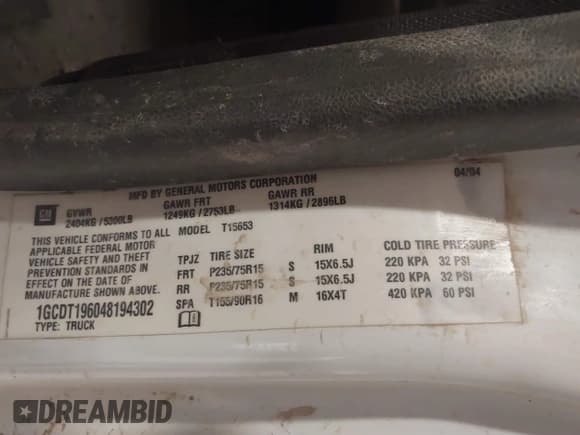 MFD BY GENERAL MOTORS CORPORATION 04/04
GM GVWR GAWR FRT GAWR RR
2404KG/5300LB 1249KG/2753LB 1314KG/2896LB
THIS VEHICLE CONFORMS TO ALL MODEL T15653
APPLICABLE FEDERAL MOTOR
VEHICLE SAFETY AND THEFT
PREVENTION STANDARDS IN
EFFECT ON THE DATE OF
MANUFACTURE SHOWN ABOVE.
1GCDT196048194302
TYPE: TRUCK
TPJZ TIRE SIZE RIM COLD TIRE PRESSURE
FRT P235/75R15 S 15X6.5J 220 KPA 32 PSI
RR P235/75R15 S 15X6.5J 220 KPA 32 PSI
SPA T155/90R16 M 16X4T 420 KPA 60 PSI
DREAMBID